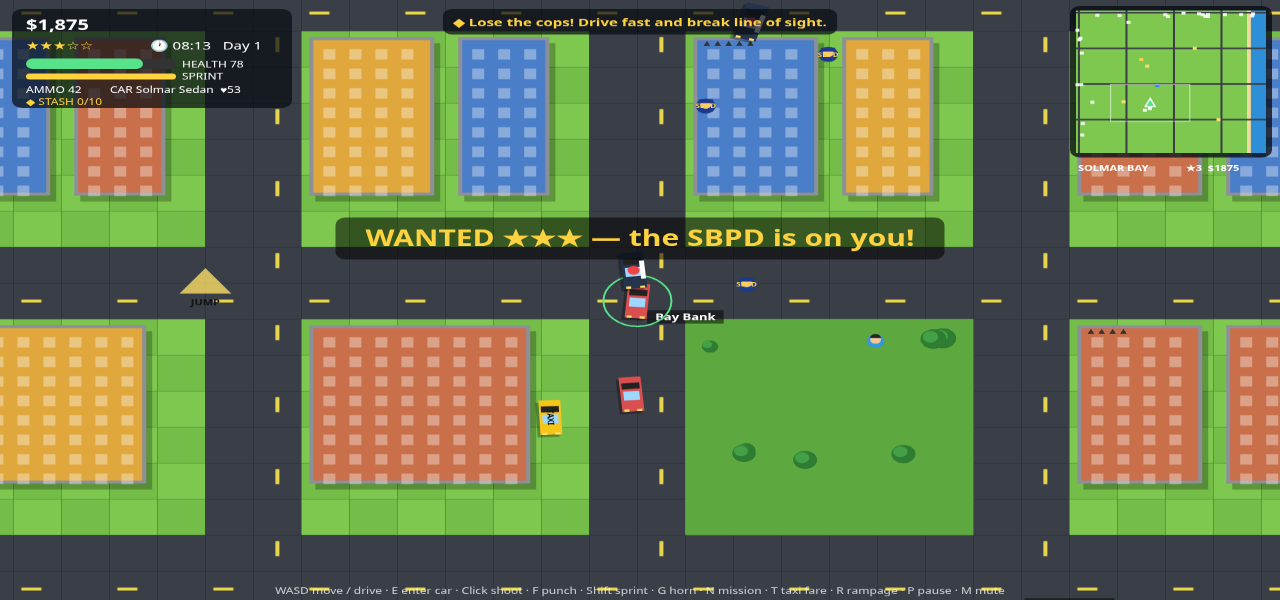 $1,875
◆ Lose the cops! Drive fast and break line of sight.
★★★☆☆ 🕐 08:13 Day 1
HEALTH 78
SPRINT
AMMO 42 CAR Solmar Sedan ♥53
◆ STASH 0/10
SOLMAR BAY ★3 $1875
WANTED ★★★ — the SBPD is on you!
JUMP
Bay Bank
TAXI
WASD move / drive · E enter car · Click shoot · F punch · Shift sprint · G horn · N mission · T taxi fare · R rampage · P pause · M mute